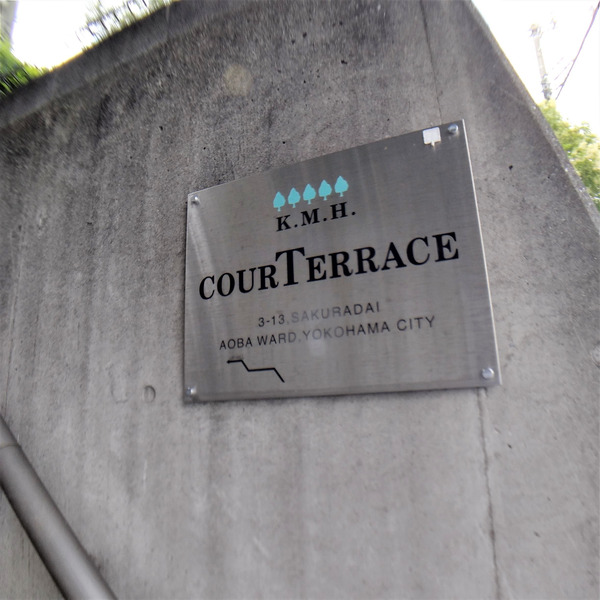 K.M.H.
COURTERRACE
3-13,SAKURADAI
AOBA WARD,YOKOHAMA CITY